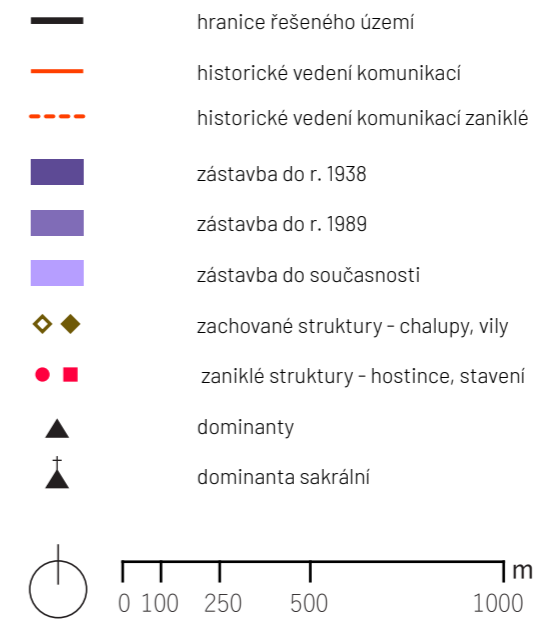 hranice řešeného území
historické vedení komunikací
historické vedení komunikací zaniklé
zástavba do r. 1938
zástavba do r. 1989
zástavba do současnosti
zachované struktury - chalupy, vily
zaniklé struktury - hostince, stavení
dominanty
dominanta sakrální
m
0 100 250 500 1000